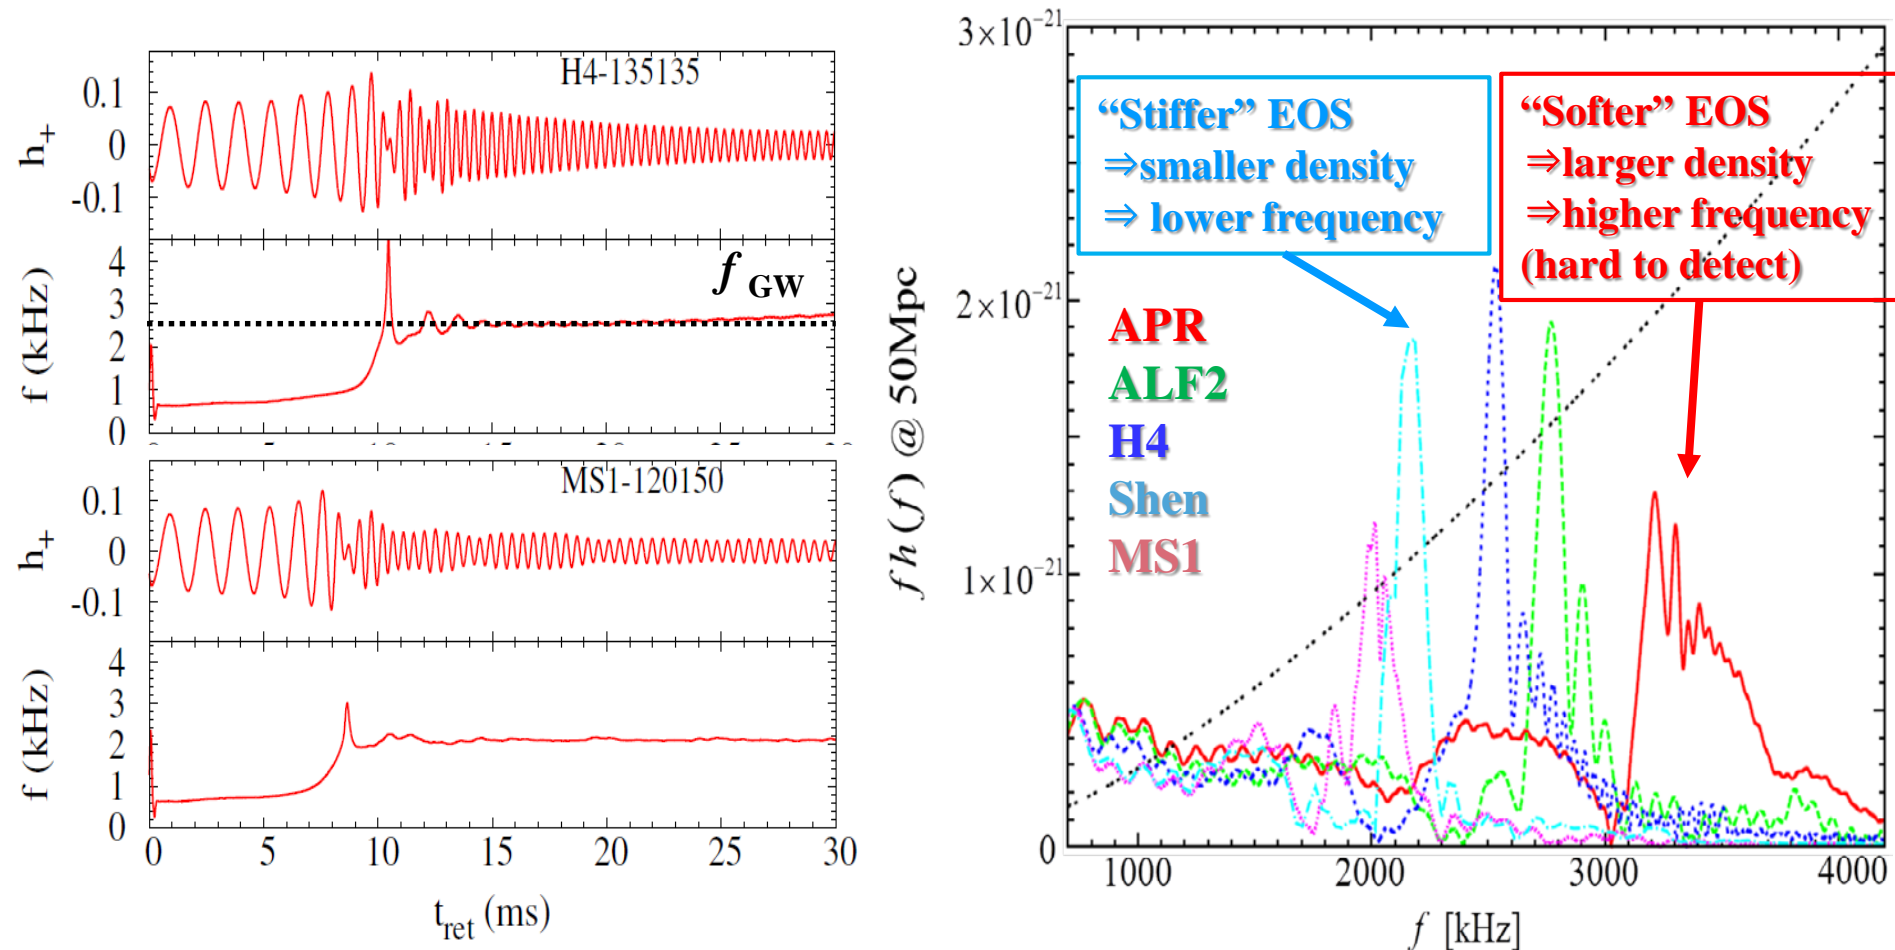 H4-135135
0.1
0
-0.1
h+
4
3
2
1
0
f (kHz)
f GW
MS1-120150
0.1
0
-0.1
h+
4
3
2
1
0
f (kHz)
0 5 10 15 20 25 30
tret (ms)
3×10−21
2×10−21
1×10−21
0
f h (f) @ 50Mpc
“Stiffer” EOS
⇒smaller density
⇒ lower frequency
“Softer” EOS
⇒larger density
⇒higher frequency
(hard to detect)
APR
ALF2
H4
Shen
MS1
1000 2000 3000 4000
f [kHz]